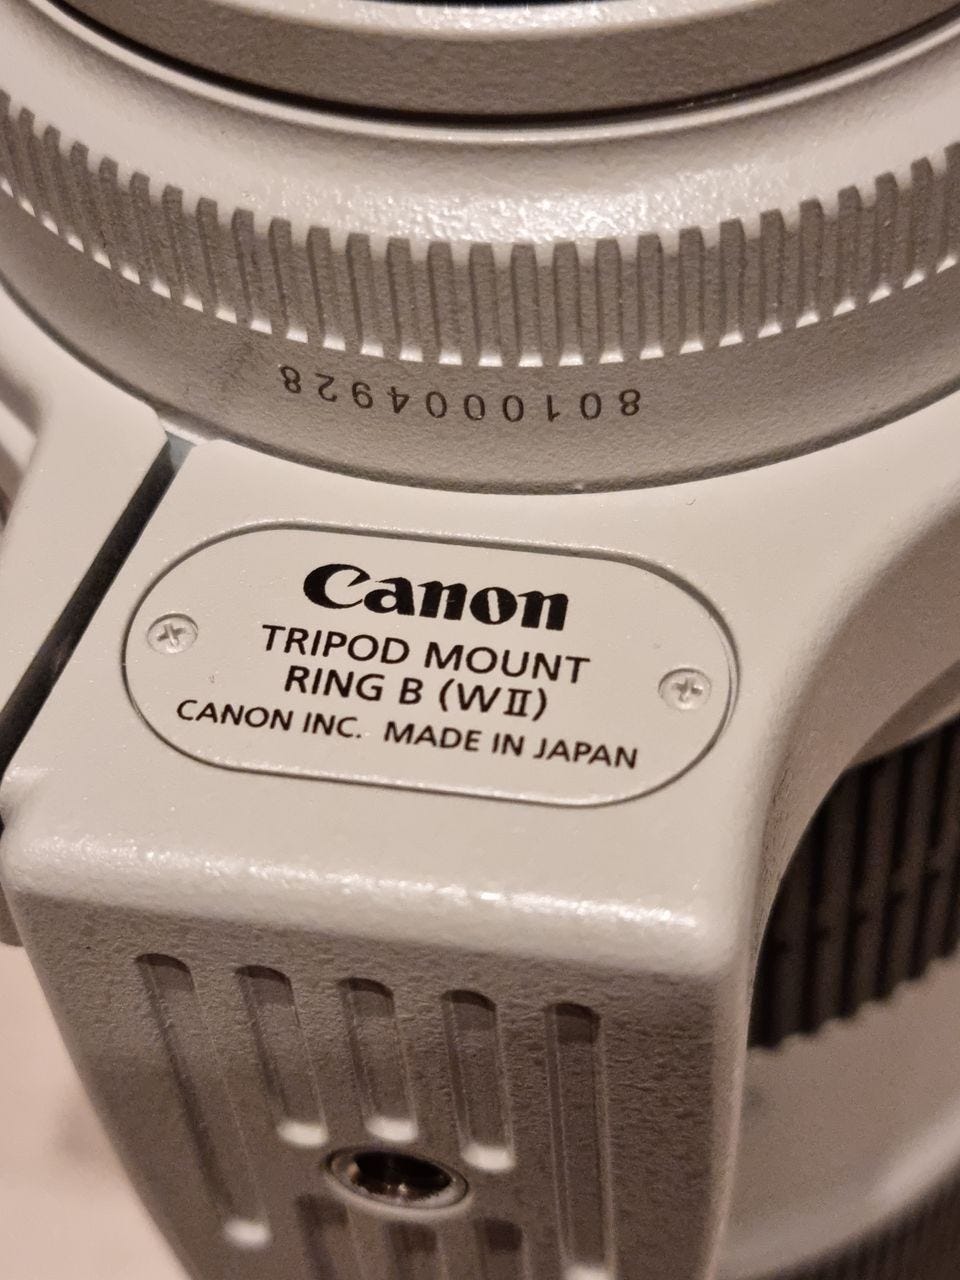 8010004928
Canon
TRIPOD MOUNT
RING B (WII)
CANON INC. MADE IN JAPAN